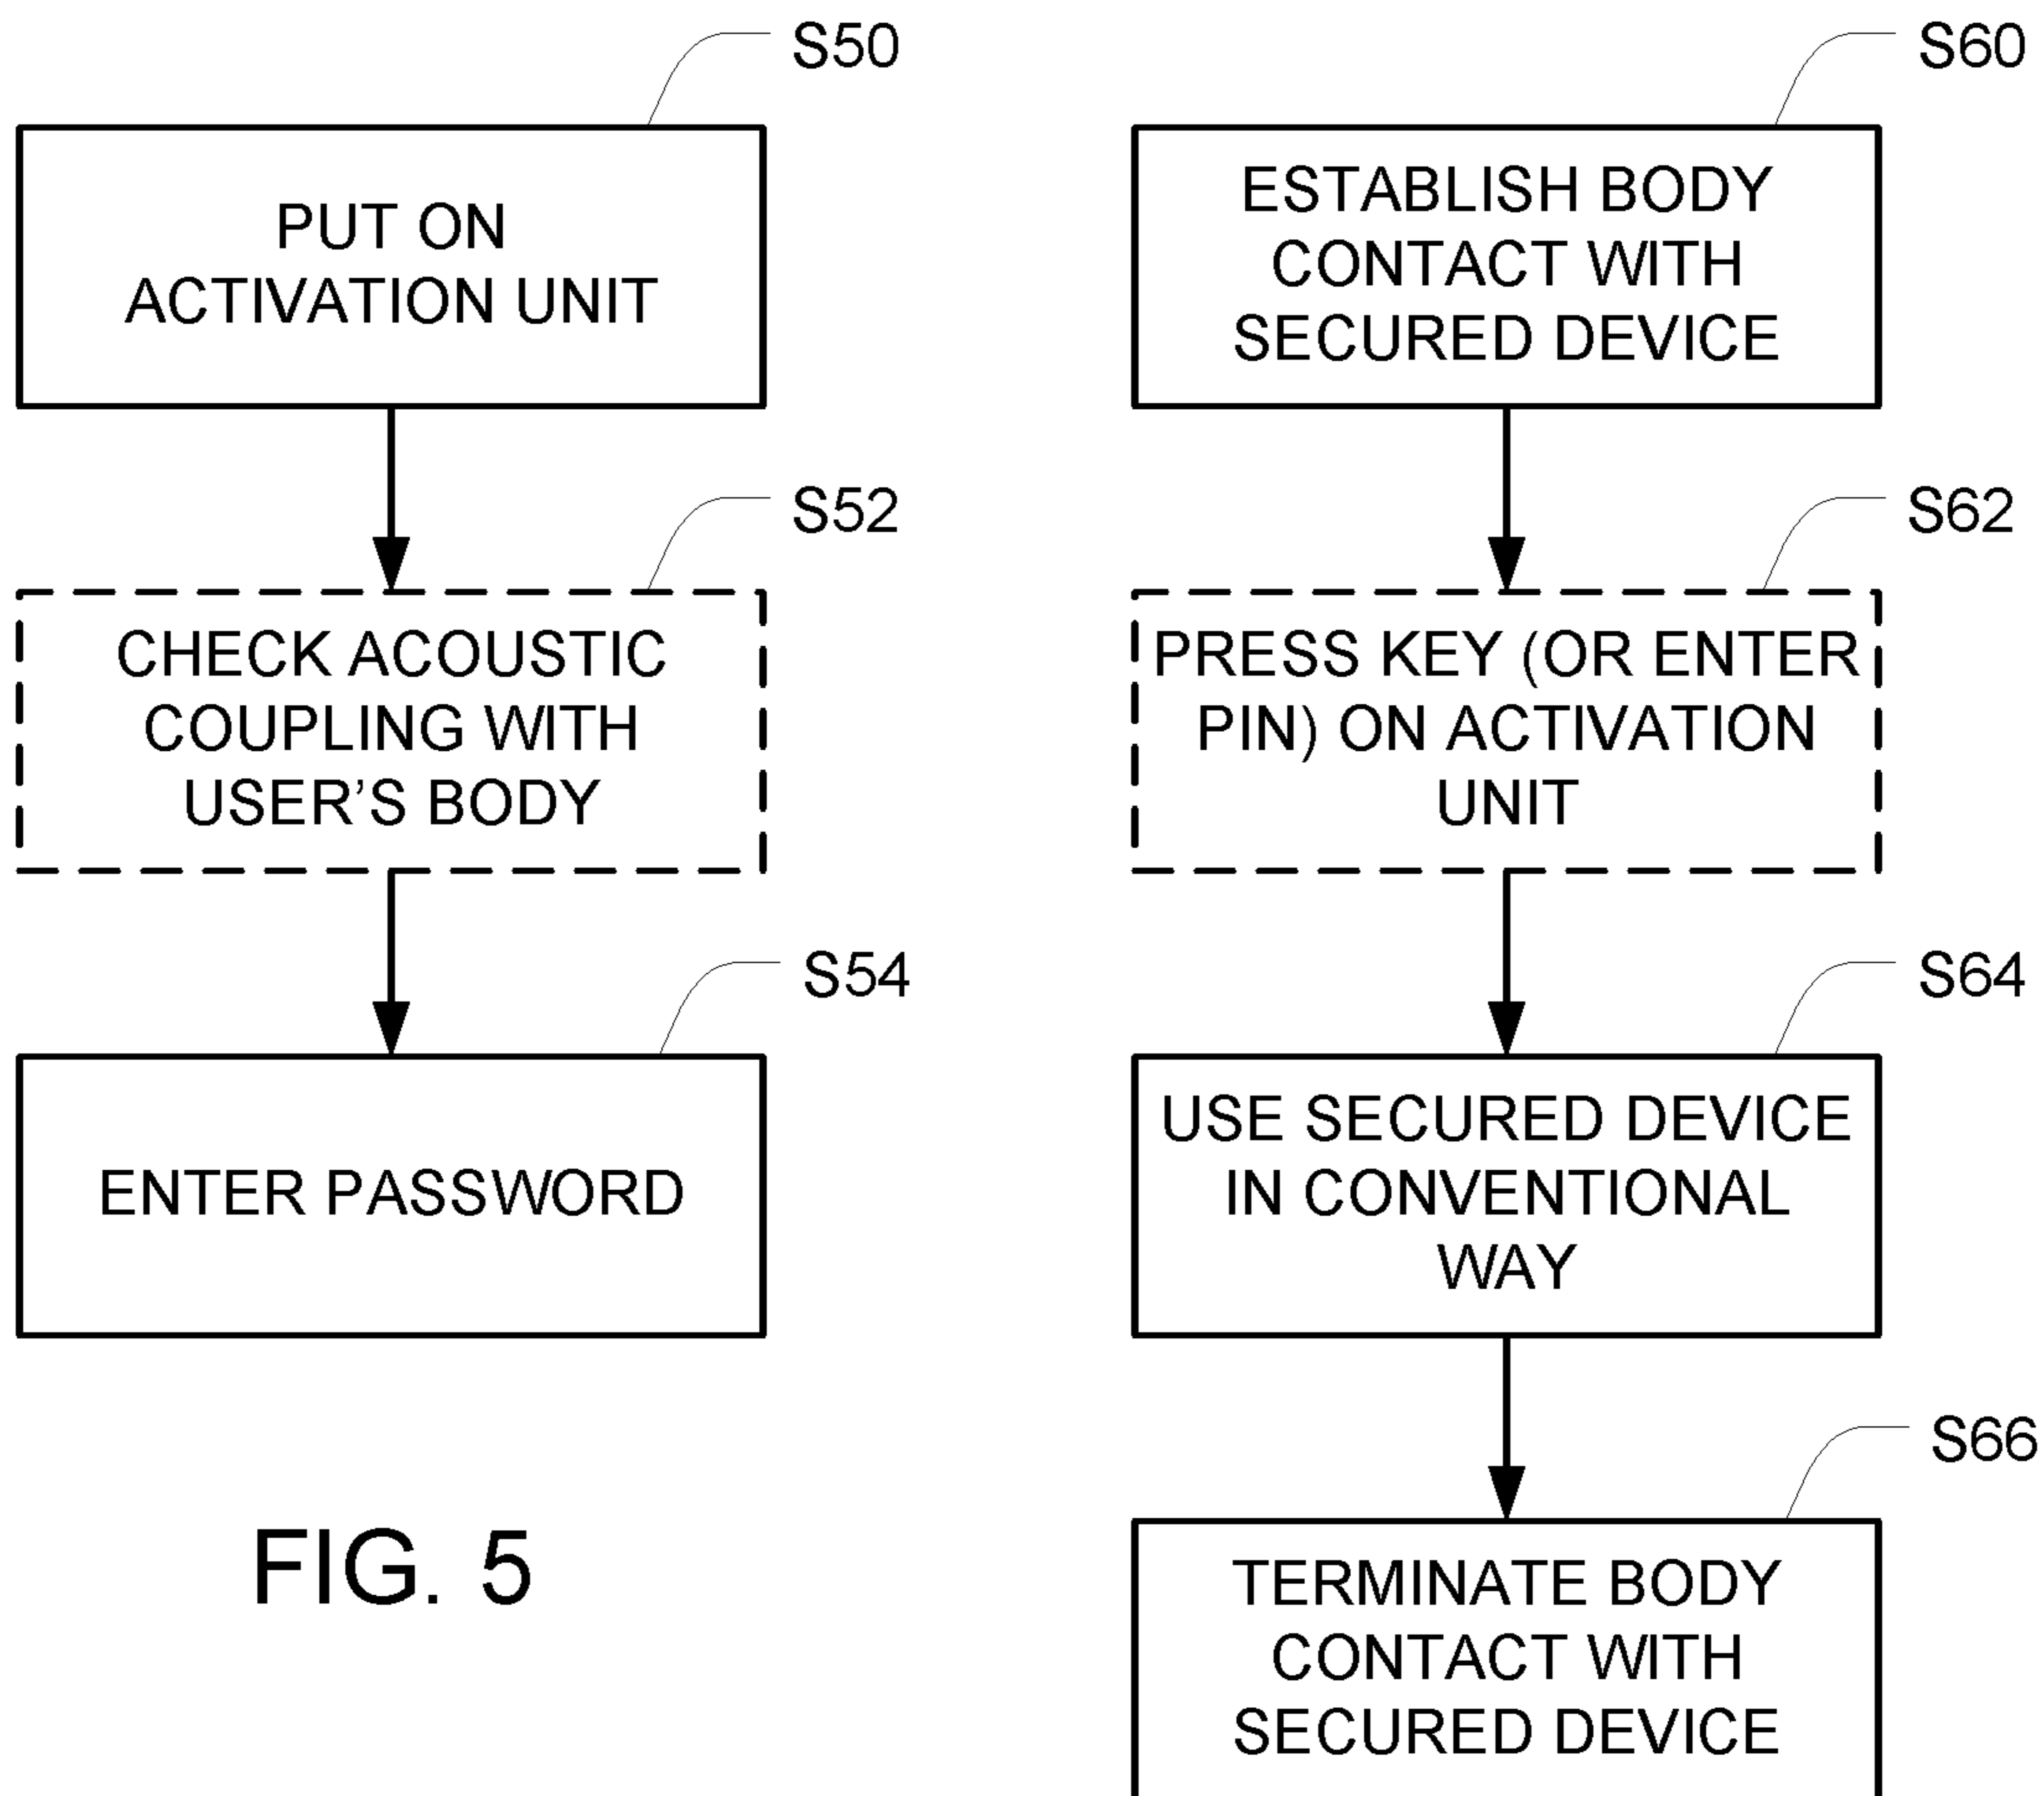 S50
PUT ON
ACTIVATION UNIT
S52
CHECK ACOUSTIC
COUPLING WITH
USER’S BODY
S54
ENTER PASSWORD
FIG. 5
S60
ESTABLISH BODY
CONTACT WITH
SECURED DEVICE
S62
PRESS KEY (OR ENTER
PIN) ON ACTIVATION
UNIT
S64
USE SECURED DEVICE
IN CONVENTIONAL
WAY
S66
TERMINATE BODY
CONTACT WITH
SECURED DEVICE